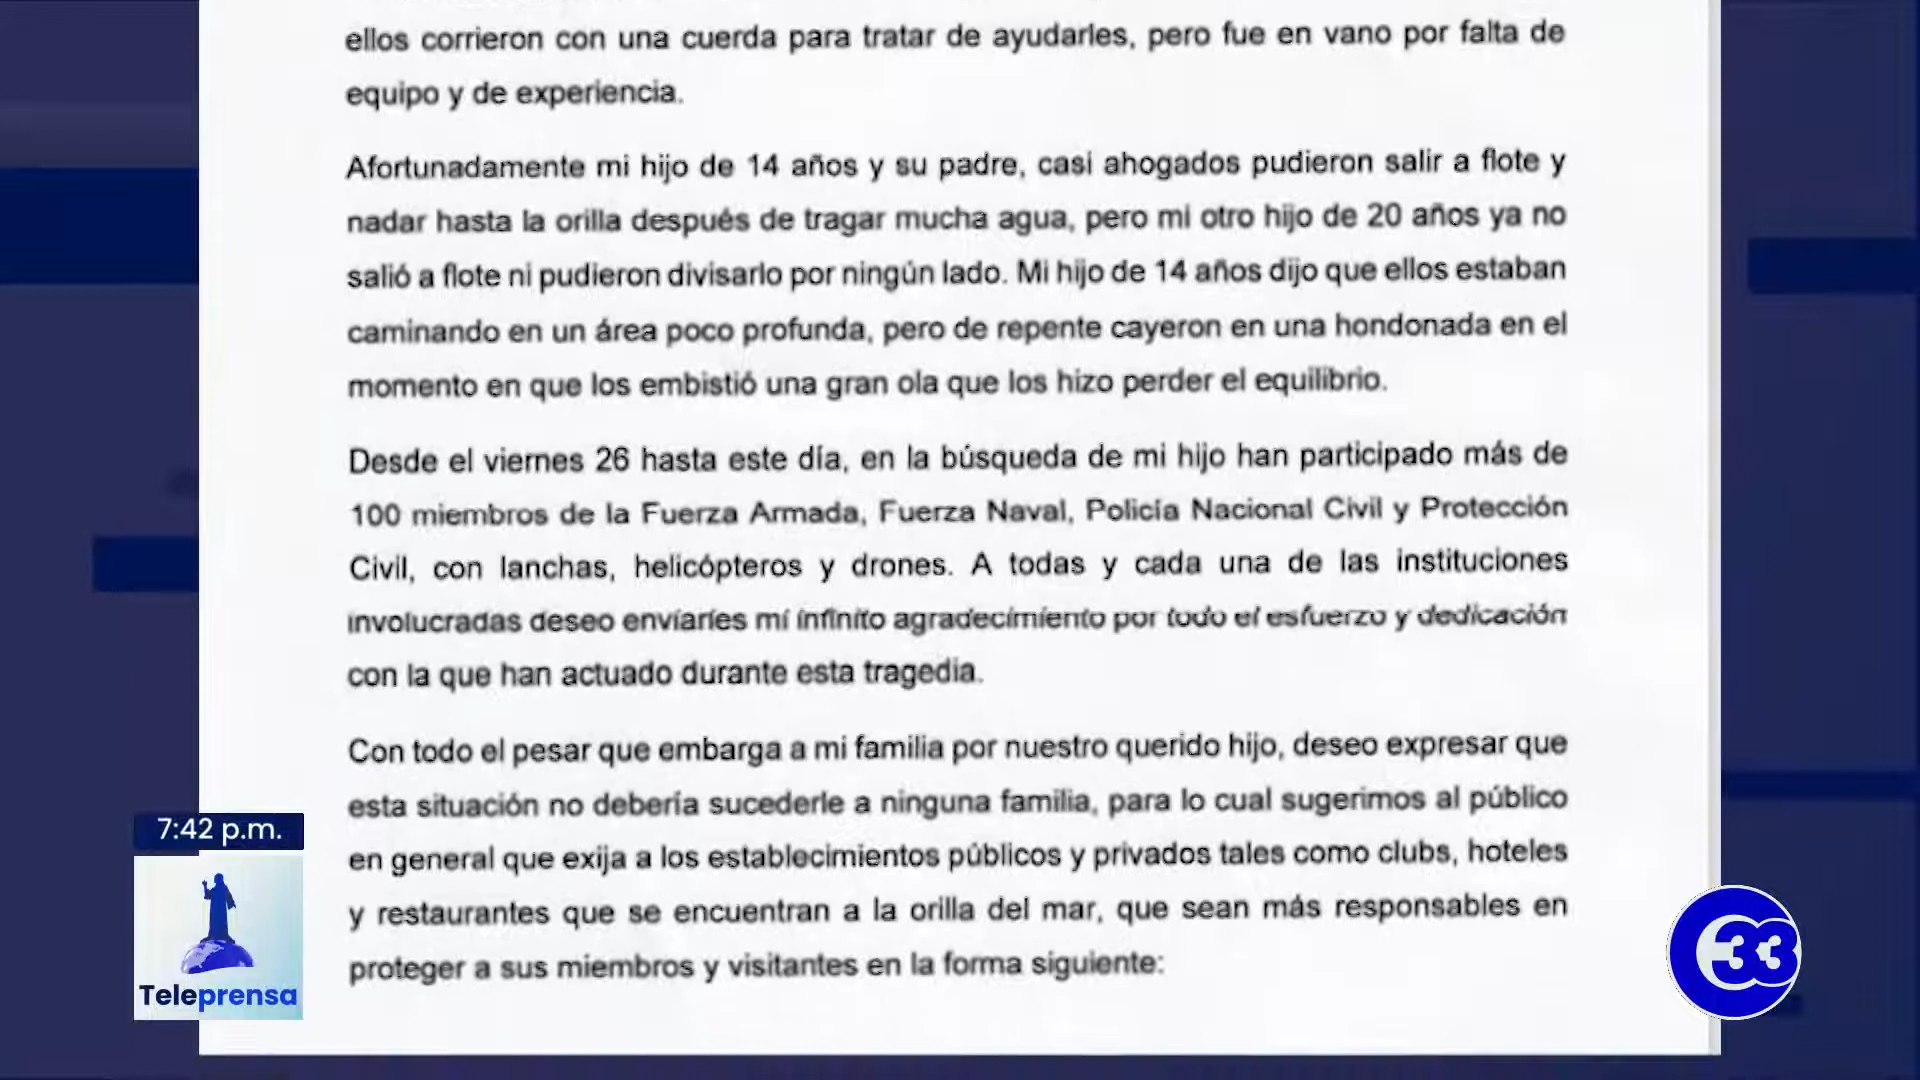 ellos corrieron con una cuerda para tratar de ayudarles, pero fue en vano por falta de
equipo y de experiencia.
Afortunadamente mi hijo de 14 años y su padre, casi ahogados pudieron salir a flote y
nadar hasta la orilla después de tragar mucha agua, pero mi otro hijo de 20 años ya no
salió a flote ni pudieron divisarlo por ningún lado. Mi hijo de 14 años dijo que ellos estaban
caminando en un área poco profunda, pero de repente cayeron en una hondonada en el
momento en que los embistió una gran ola que los hizo perder el equilibrio.
Desde el viernes 26 hasta este día, en la búsqueda de mi hijo han participado más de
100 miembros de la Fuerza Armada, Fuerza Naval, Policía Nacional Civil y Protección
Civil, con lanchas, helicópteros y drones. A todas y cada una de las instituciones
involucradas deseo enviarles mi infinito agradecimiento por todo el esfuerzo y dedicación
con la que han actuado durante esta tragedia.
Con todo el pesar que embarga a mi familia por nuestro querido hijo, deseo expresar que
esta situación no debería sucederle a ninguna familia, para lo cual sugerimos al público
en general que exija a los establecimientos públicos y privados tales como clubs, hoteles
y restaurantes que se encuentran a la orilla del mar, que sean más responsables en
proteger a sus miembros y visitantes en la forma siguiente:
7:42 p.m.
Teleprensa
33